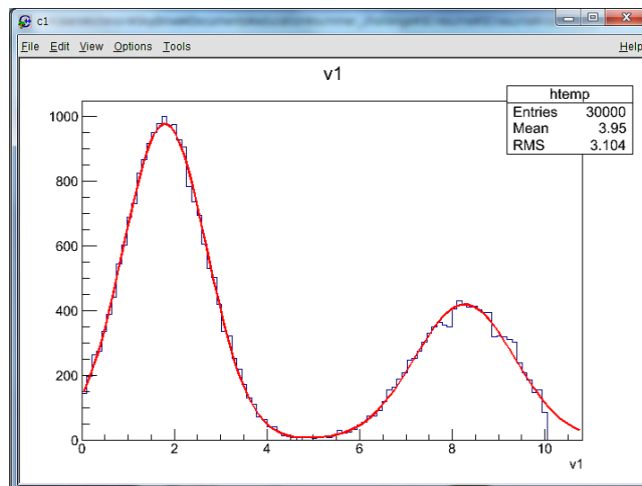 c1
File Edit View Options Tools Help
v1
htemp
Entries 30000
Mean 3.95
RMS 3.104
1000
800
600
400
200
0
0 2 4 6 8 10
v1